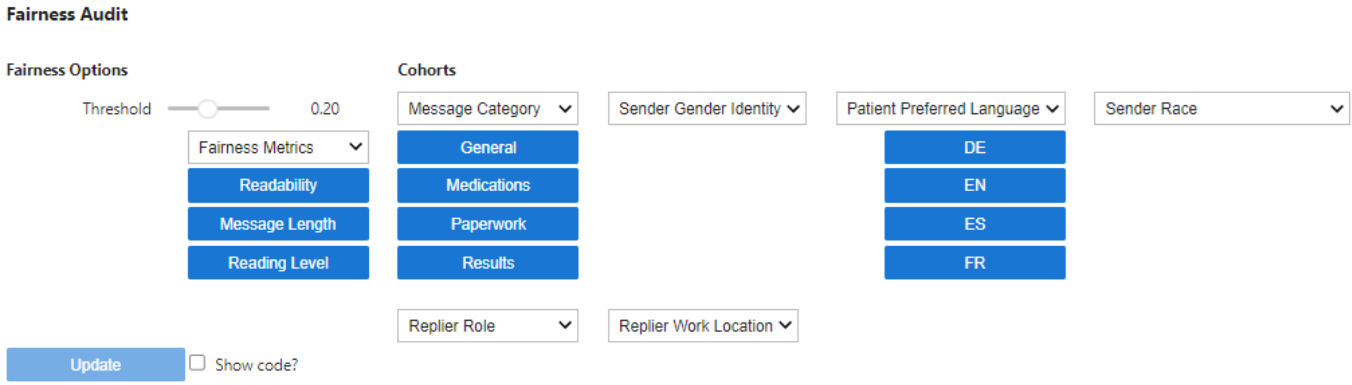 Fairness Audit
Fairness Options
Cohorts
Threshold 0.20
Message Category
Sender Gender Identity
Patient Preferred Language
Sender Race
Fairness Metrics
General
DE
Readability
Medications
EN
Message Length
Paperwork
ES
Reading Level
Results
FR
Replier Role
Replier Work Location
Update
Show code?